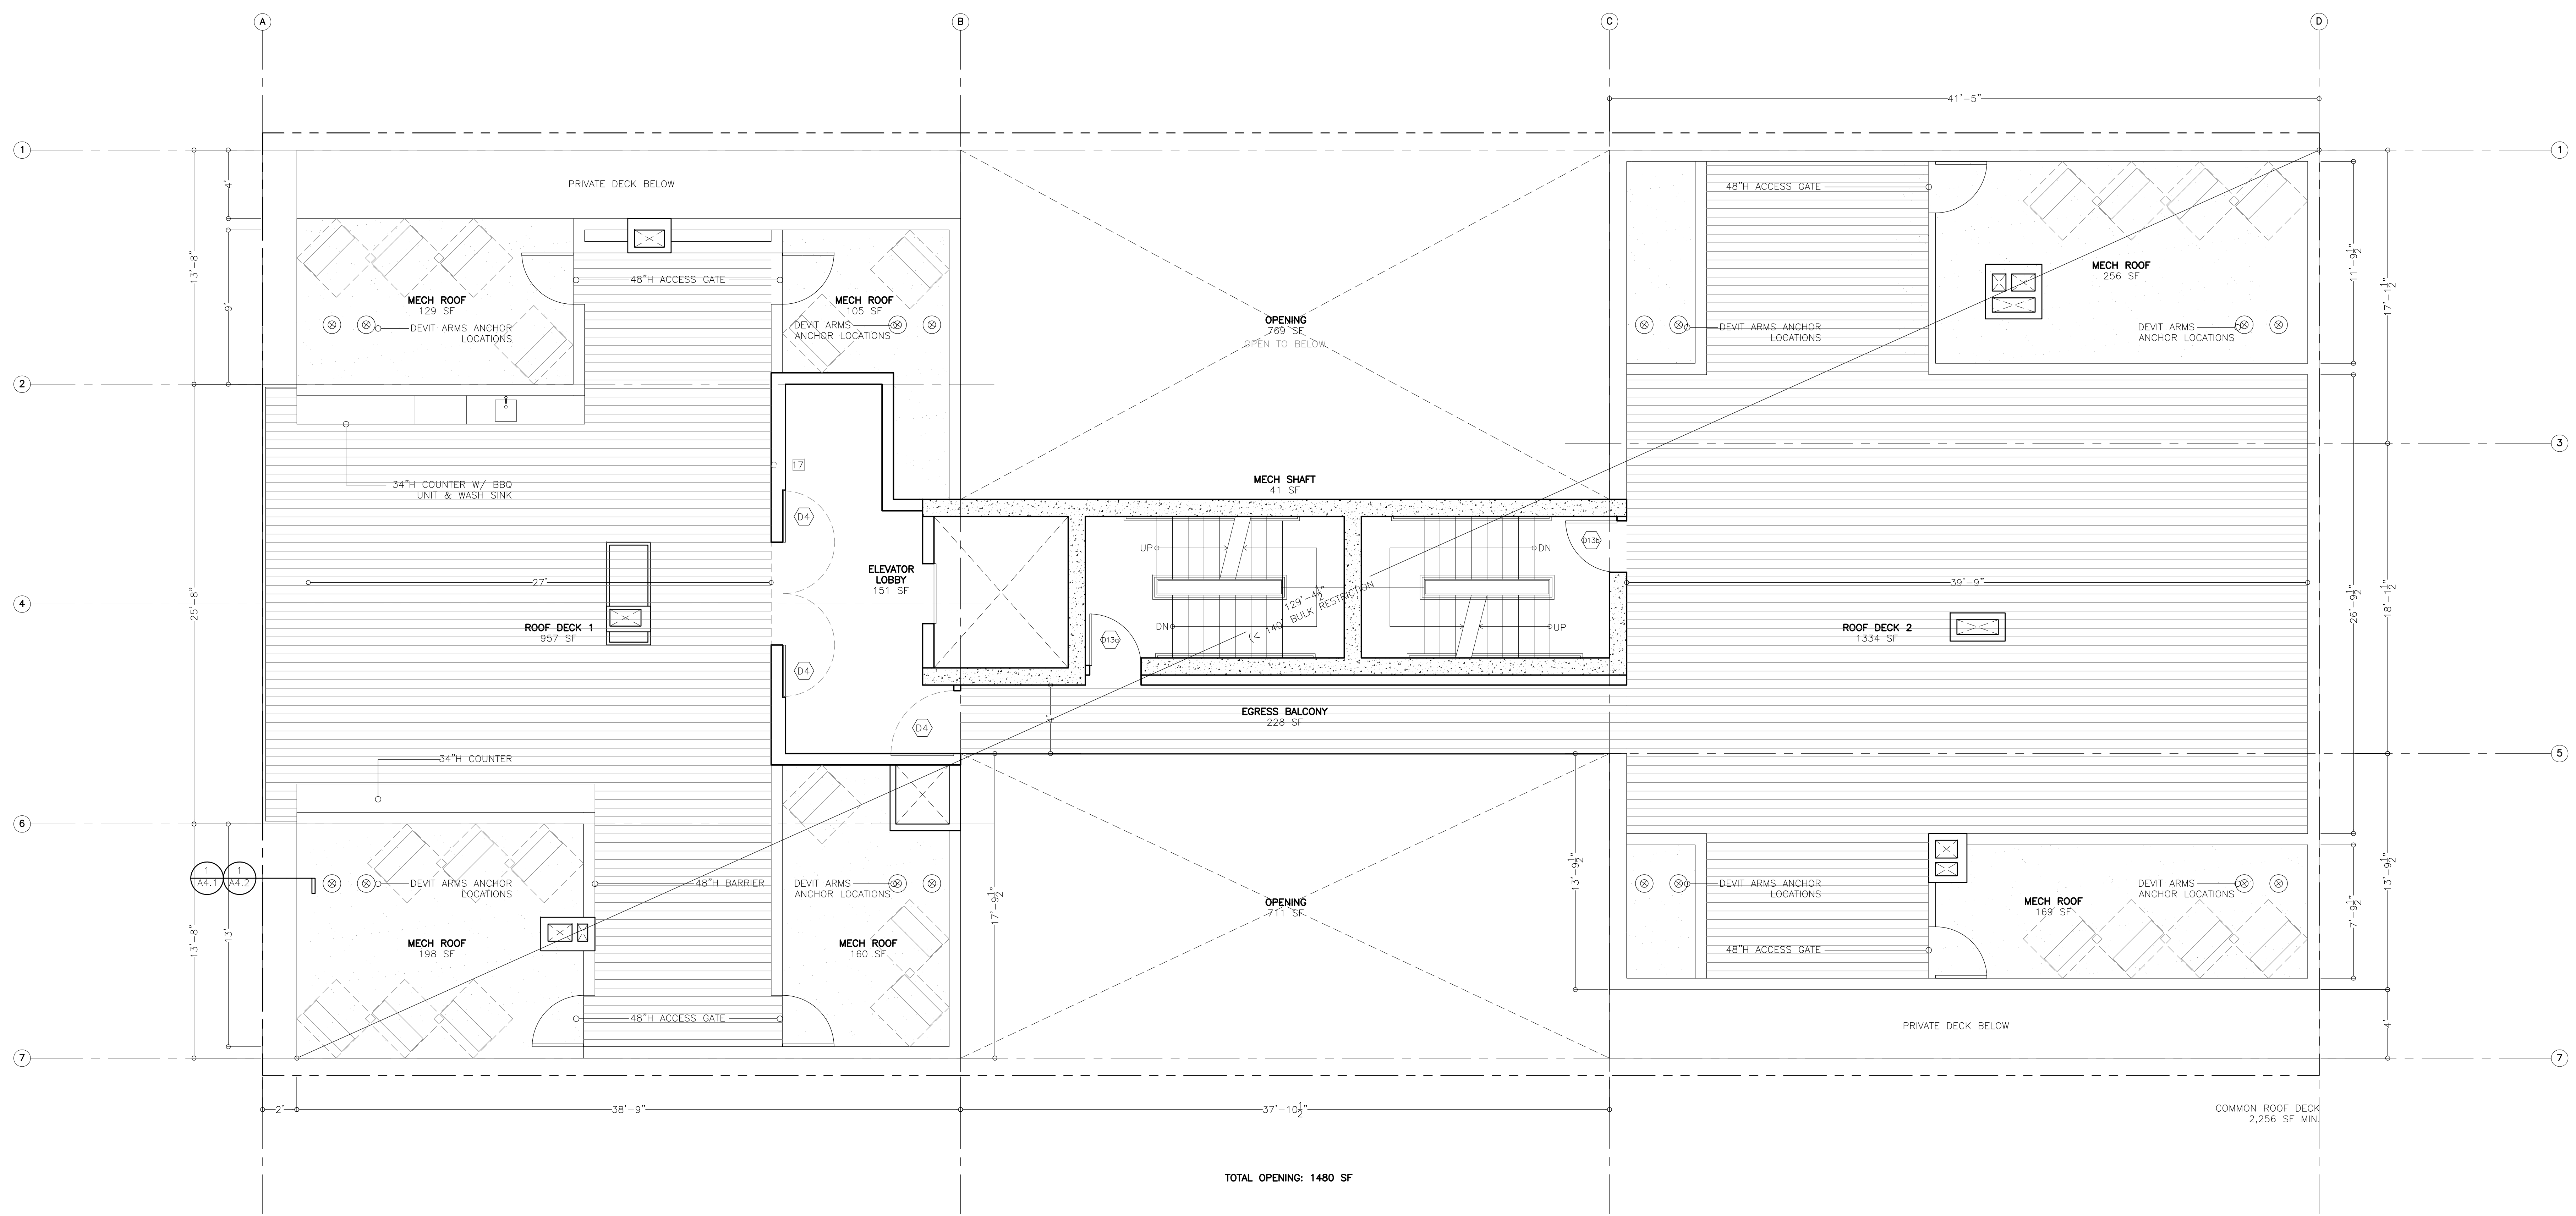 A
B
C
D
41'-5"
1
1
PRIVATE DECK BELOW
4'
48"H ACCESS GATE
13'-8"
9'
48"H ACCESS GATE
MECH ROOF
129 SF
MECH ROOF
105 SF
MECH ROOF
256 SF
11'-9½"
17'-1½"
DEVIT ARMS ANCHOR
LOCATIONS
DEVIT ARMS
ANCHOR LOCATIONS
OPENING
769 SF
OPEN TO BELOW
DEVIT ARMS ANCHOR
LOCATIONS
DEVIT ARMS
ANCHOR LOCATIONS
2
3
17
34"H COUNTER W/ BBQ
UNIT & WASH SINK
MECH SHAFT
41 SF
D4
UP
DN
D13b
ELEVATOR
LOBBY
151 SF
27'
39'-9"
4
25'-8"
129'-4½"
(< 140' BULK RESTRICTION
26'-9½"
18'-1½"
ROOF DECK 1
957 SF
DN
UP
D13a
ROOF DECK 2
1334 SF
D4
D4
4'
EGRESS BALCONY
228 SF
34"H COUNTER
5
6
1
A4.1
1
A4.2
DEVIT ARMS ANCHOR
LOCATIONS
48"H BARRIER
DEVIT ARMS
ANCHOR LOCATIONS
17'-9½"
OPENING
711 SF
13'-9½"
DEVIT ARMS ANCHOR
LOCATIONS
DEVIT ARMS
ANCHOR LOCATIONS
MECH ROOF
169 SF
7'-9½"
13'-9½"
13'-8"
13'
MECH ROOF
198 SF
MECH ROOF
160 SF
48"H ACCESS GATE
48"H ACCESS GATE
PRIVATE DECK BELOW
4'
7
7
2'
38'-9"
37'-10½"
COMMON ROOF DECK
2,256 SF MIN.
TOTAL OPENING: 1480 SF